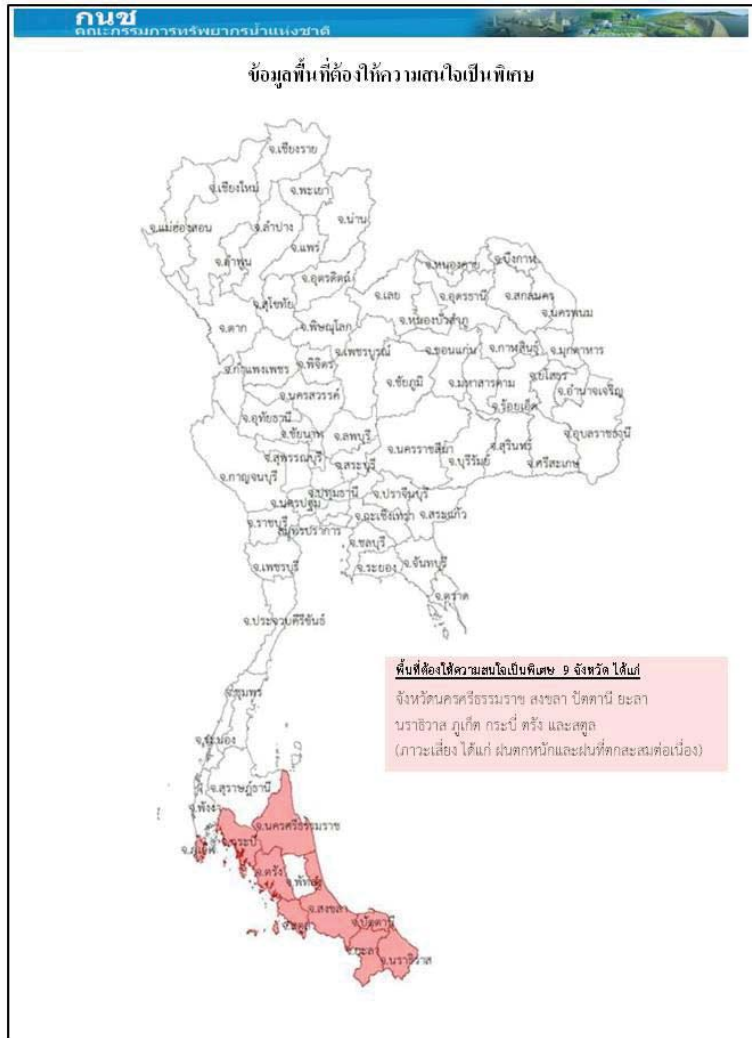 กนช
คณะกรรมการทรัพยากรน้ำแห่งชาติ
ข้อมูลพื้นที่ต้องให้ความสนใจเป็นพิเศษ
จ.เชียงราย
จ.เชียงใหม่
จ.พะเยา
จ.น่าน
จ.แม่ฮ่องสอน
จ.ลำปาง
จ.แพร่
จ.ลำพูน
จ.อุตรดิตถ์
จ.บึงกาฬ
จ.หนองคาย
จ.เลย
จ.อุดรธานี
จ.สกลนคร
จ.นครพนม
จ.สุโขทัย
จ.ตาก
จ.พิษณุโลก
จ.หนองบัวลำภู
จ.เพชรบูรณ์
จ.ขอนแก่น
จ.กาฬสินธุ์
จ.มุกดาหาร
จ.กำแพงเพชร
จ.พิจิตร
จ.ชัยภูมิ
จ.มหาสารคาม
จ.ยโสธร
จ.อำนาจเจริญ
จ.นครสวรรค์
จ.ร้อยเอ็ด
จ.อุทัยธานี
จ.ชัยนาท
จ.ลพบุรี
จ.นครราชสีมา
จ.สุรินทร์
จ.อุบลราชธานี
จ.สุพรรณบุรี
จ.สระบุรี
จ.บุรีรัมย์
จ.ศรีสะเกษ
จ.กาญจนบุรี
จ.ปทุมธานี
จ.ปราจีนบุรี
จ.นครปฐม
จ.ฉะเชิงเทรา
จ.สระแก้ว
จ.ราชบุรี
จ.ชลบุรี
จ.เพชรบุรี
จ.ระยอง
จ.จันทบุรี
จ.ตราด
จ.ประจวบคีรีขันธ์
พื้นที่ต้องให้ความสนใจเป็นพิเศษ 9 จังหวัด ได้แก่
จังหวัดนครศรีธรรมราช สงขลา ปัตตานี ยะลา
นราธิวาส ภูเก็ต กระบี่ ตรัง และสตูล
(ภาวะเสี่ยง ได้แก่ ฝนตกหนักและฝนที่ตกสะสมต่อเนื่อง)
จ.ชุมพร
จ.ระนอง
จ.สุราษฎ์ธานี
จ.พังงา
จ.นครศรีธรรมราช
จ.กระบี่
จ.ภูเก็ต
จ.ตรัง
จ.สงขลา
จ.สตูล
จ.ปัตตานี
จ.ยะลา
จ.นราธิวาส